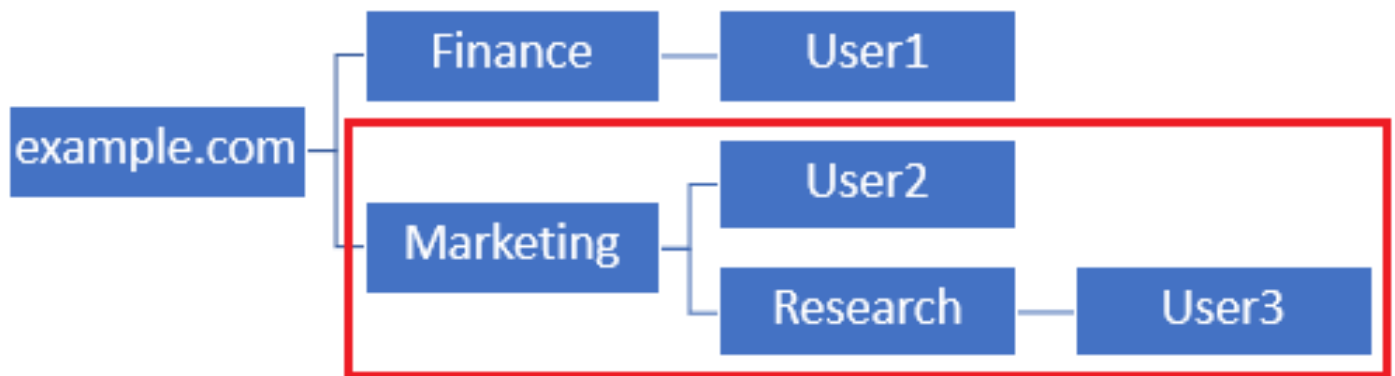 example.com
Finance
User1
Marketing
User2
Research
User3